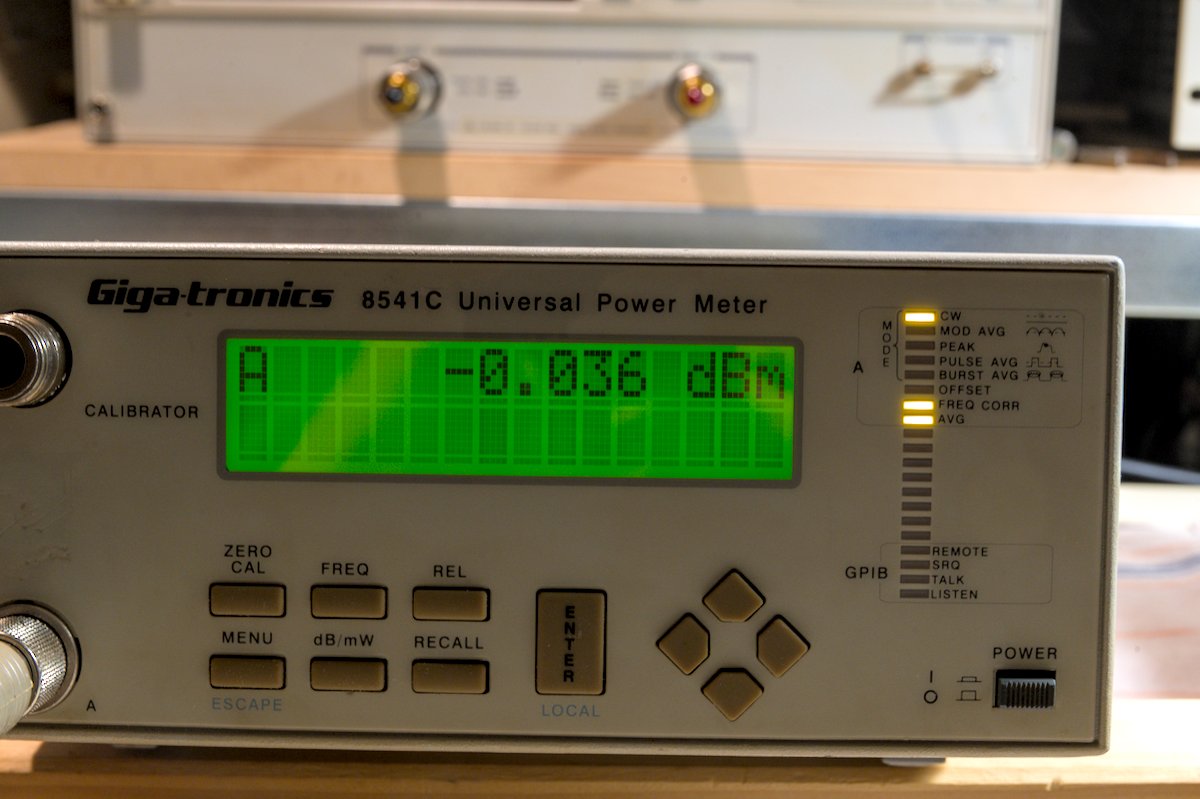 Giga-tronics 8541C Universal Power Meter
A -0.036 dBm
CALIBRATOR
A
MODE
CW
MOD AVG
PEAK
PULSE AVG
BURST AVG
OFFSET
FREQ CORR
AVG
GPIB
REMOTE
SRQ
TALK
LISTEN
ZERO
CAL
FREQ
REL
MENU
dB/mW
RECALL
ESCAPE
ENTER
LOCAL
POWER
I
O
A